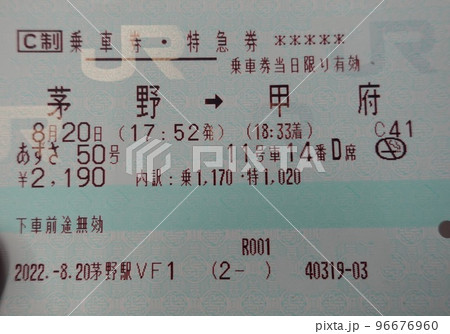 C制 乗車券・特急券 *****
乗車券当日限り有効
茅野 → 甲府
8月20日 (17:52発) (18:33着) C41
あずさ 50号 11号車14番D席
¥2,190 内訳:乗1,170・特1,020
下車前途無効
R001
2022.-8.20茅野駅VF1 (2- ) 40319-03
PIXTA
pixta.jp - 96676960